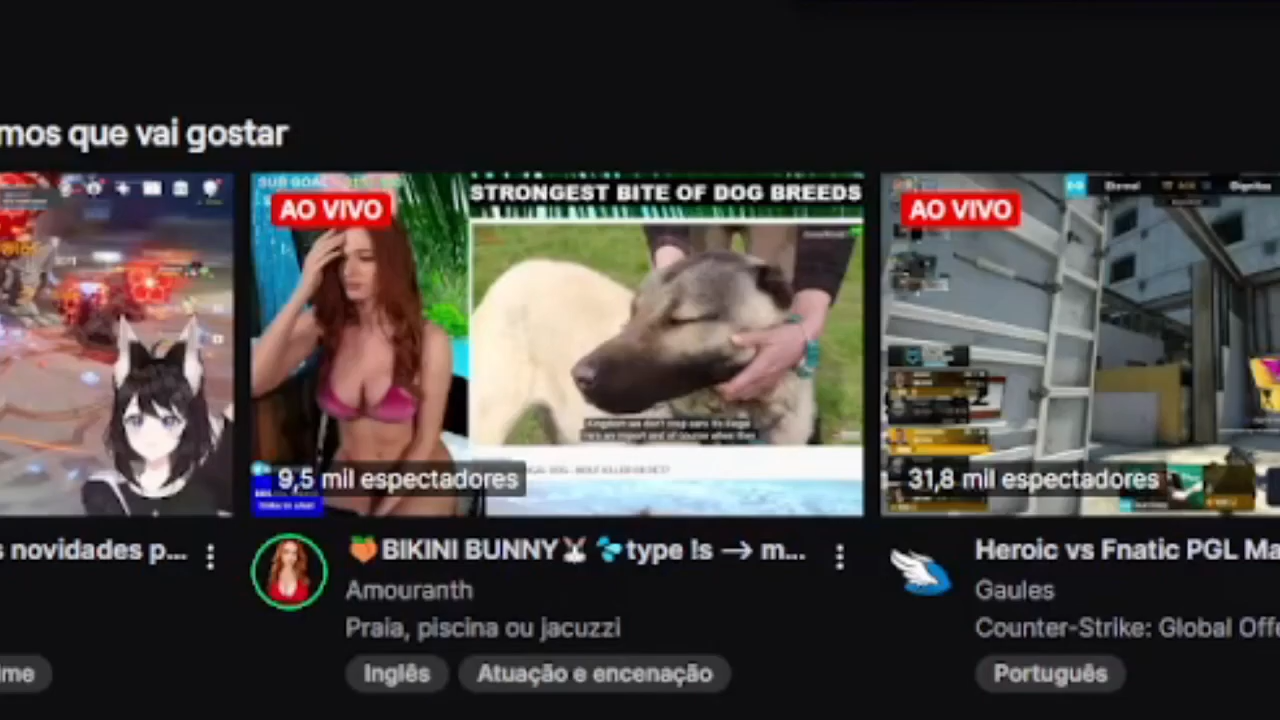 mos que vai gostar
AO VIVO
STRONGEST BITE OF DOG BREEDS
AO VIVO
9,5 mil espectadores
31,8 mil espectadores
s novidades p...
BIKINI BUNNY type !s → m...
Heroic vs Fnatic PGL Ma
Amouranth
Gaules
Praia, piscina ou jacuzzi
Counter-Strike: Global Offe
ime
Inglês
Atuação e encenação
Português